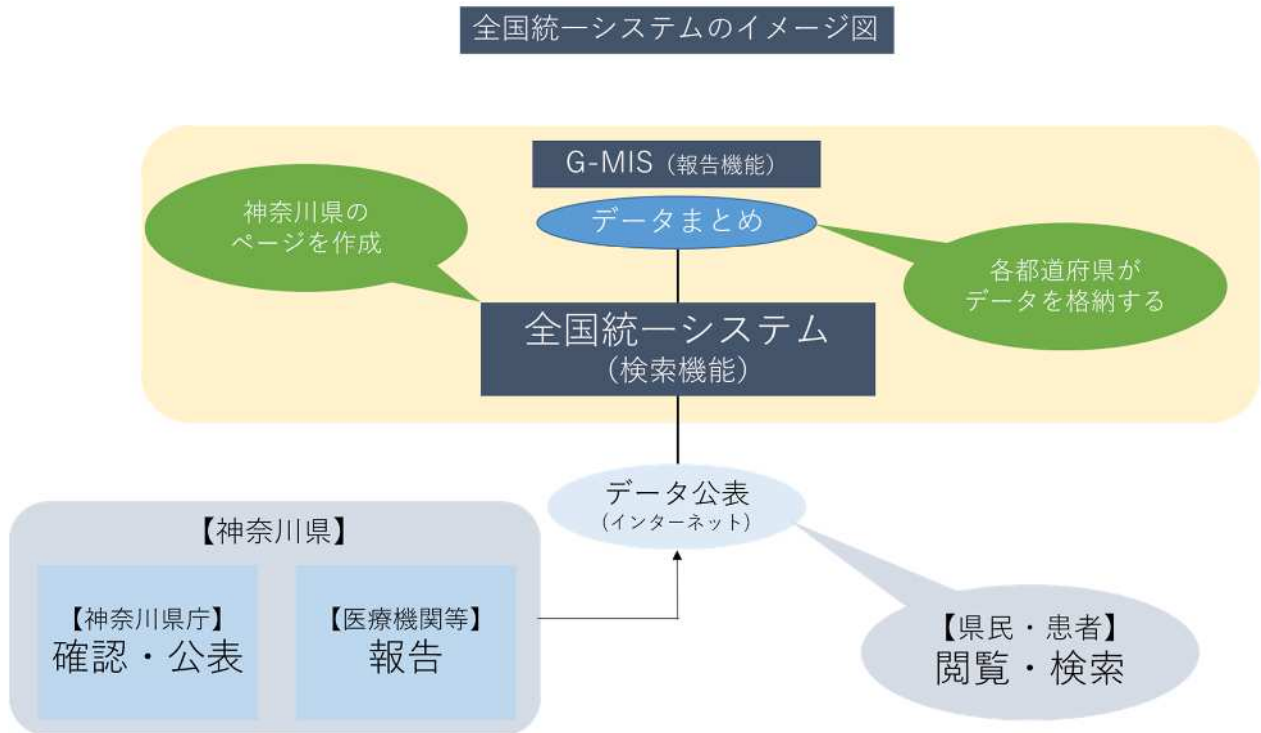 全国統一システムのイメージ図
G-MIS（報告機能）
データまとめ
神奈川県の
ページを作成
各都道府県が
データを格納する
全国統一システム
（検索機能）
データ公表
(インターネット)
【神奈川県】
【神奈川県庁】
確認・公表
【医療機関等】
報告
【県民・患者】
閲覧・検索